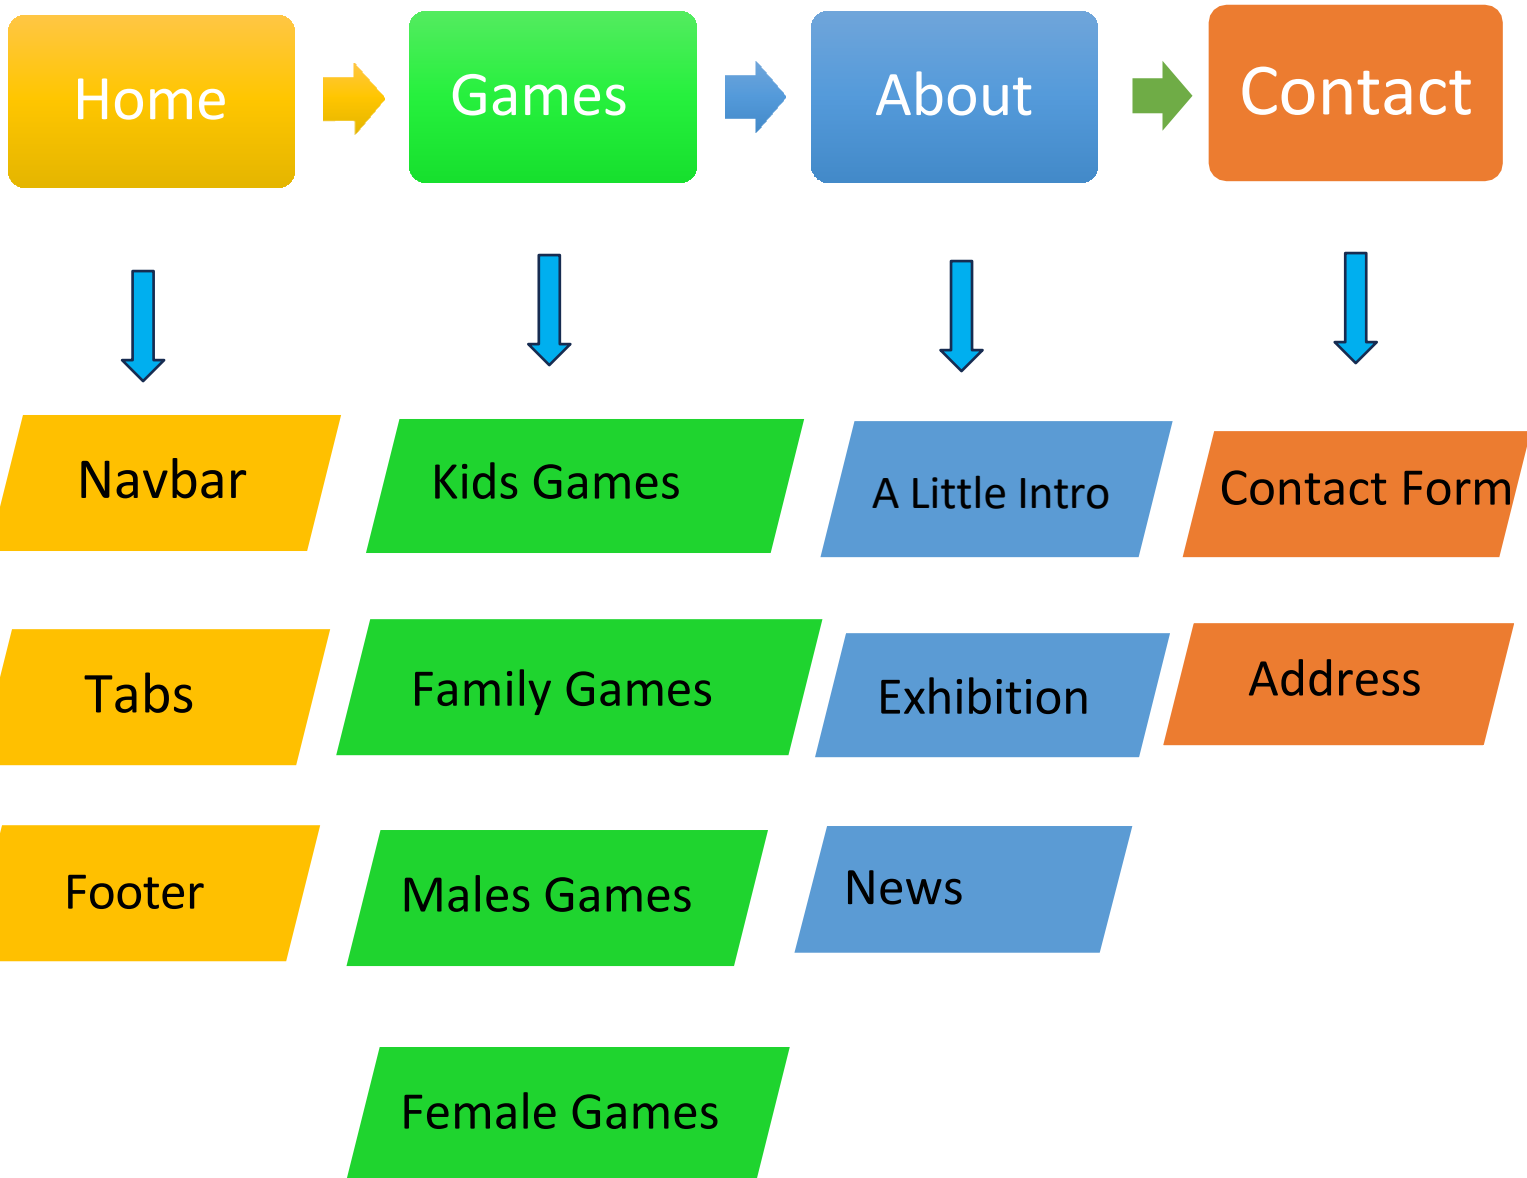 Home
Games
About
Contact
Navbar
Kids Games
A Little Intro
Contact Form
Tabs
Family Games
Exhibition
Address
Footer
Males Games
News
Female Games